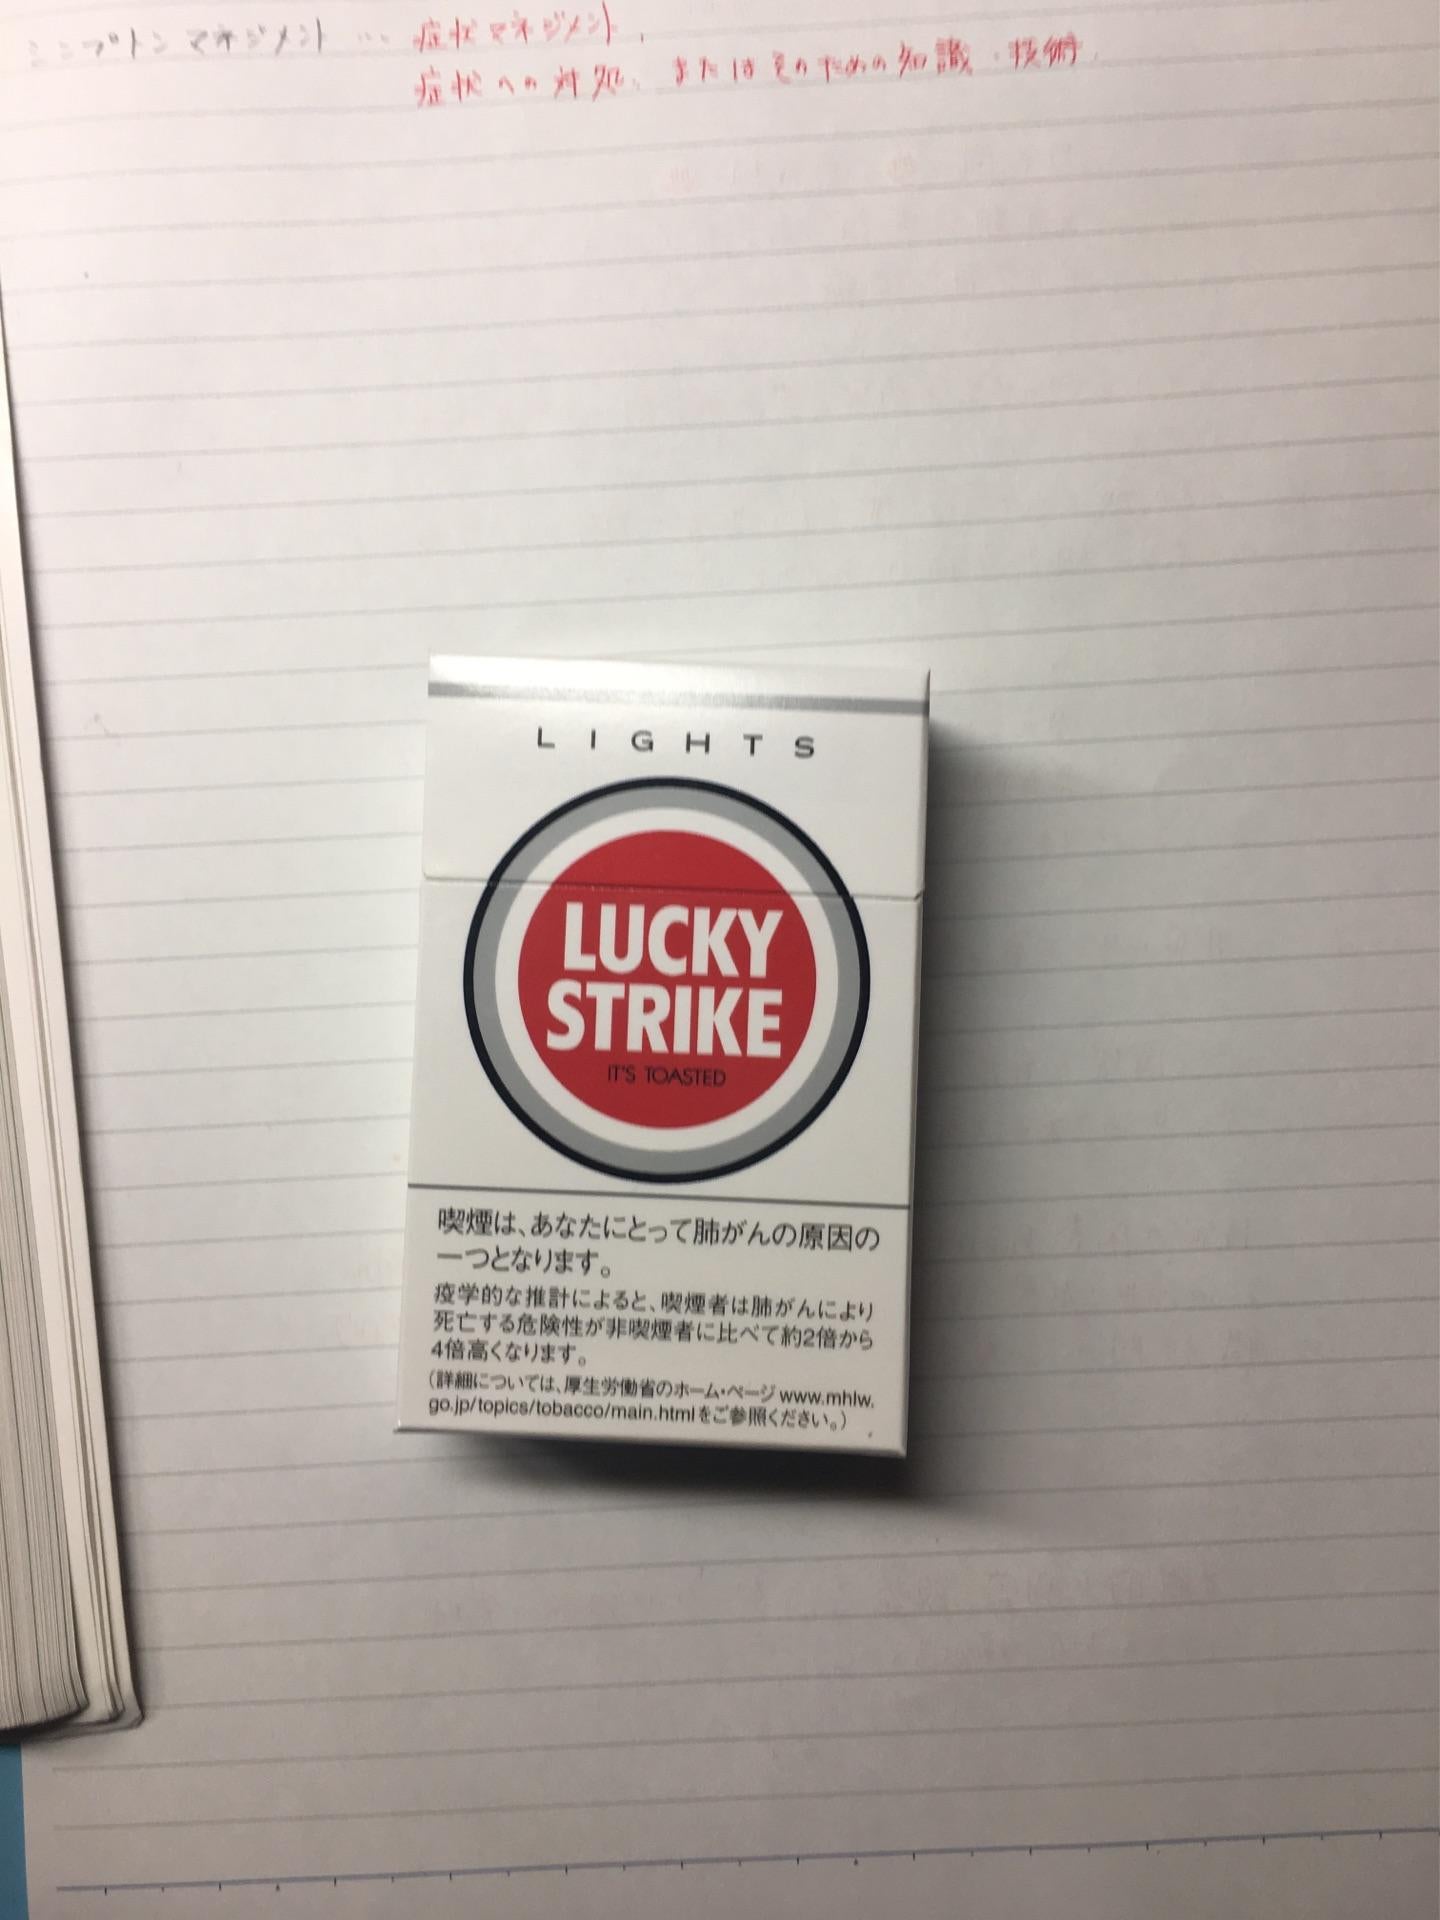 シンプトンマネジメント … 症状マネジメント、
症状への対処、またはそのための知識・技術
LIGHTS
LUCKY
STRIKE
IT'S TOASTED
喫煙は、あなたにとって肺がんの原因の
一つとなります。
疫学的な推計によると、喫煙者は肺がんにより
死亡する危険性が非喫煙者に比べて約2倍から
4倍高くなります。
(詳細については、厚生労働省のホーム・ページ www.mhlw.
go.jp/topics/tobacco/main.htmlをご参照ください。)